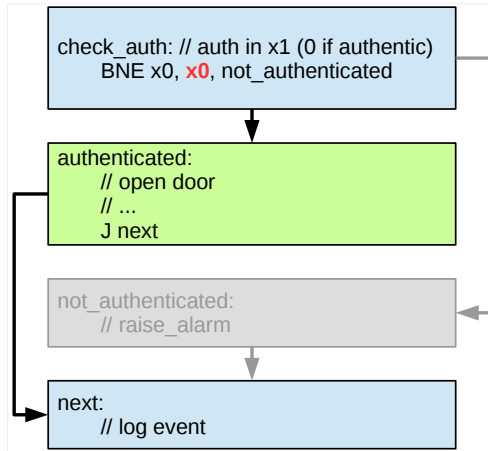 check_auth: // auth in x1 (0 if authentic)
BNE x0, x0, not_authenticated
authenticated:
// open door
// ...
J next
not_authenticated:
// raise_alarm
next:
// log event